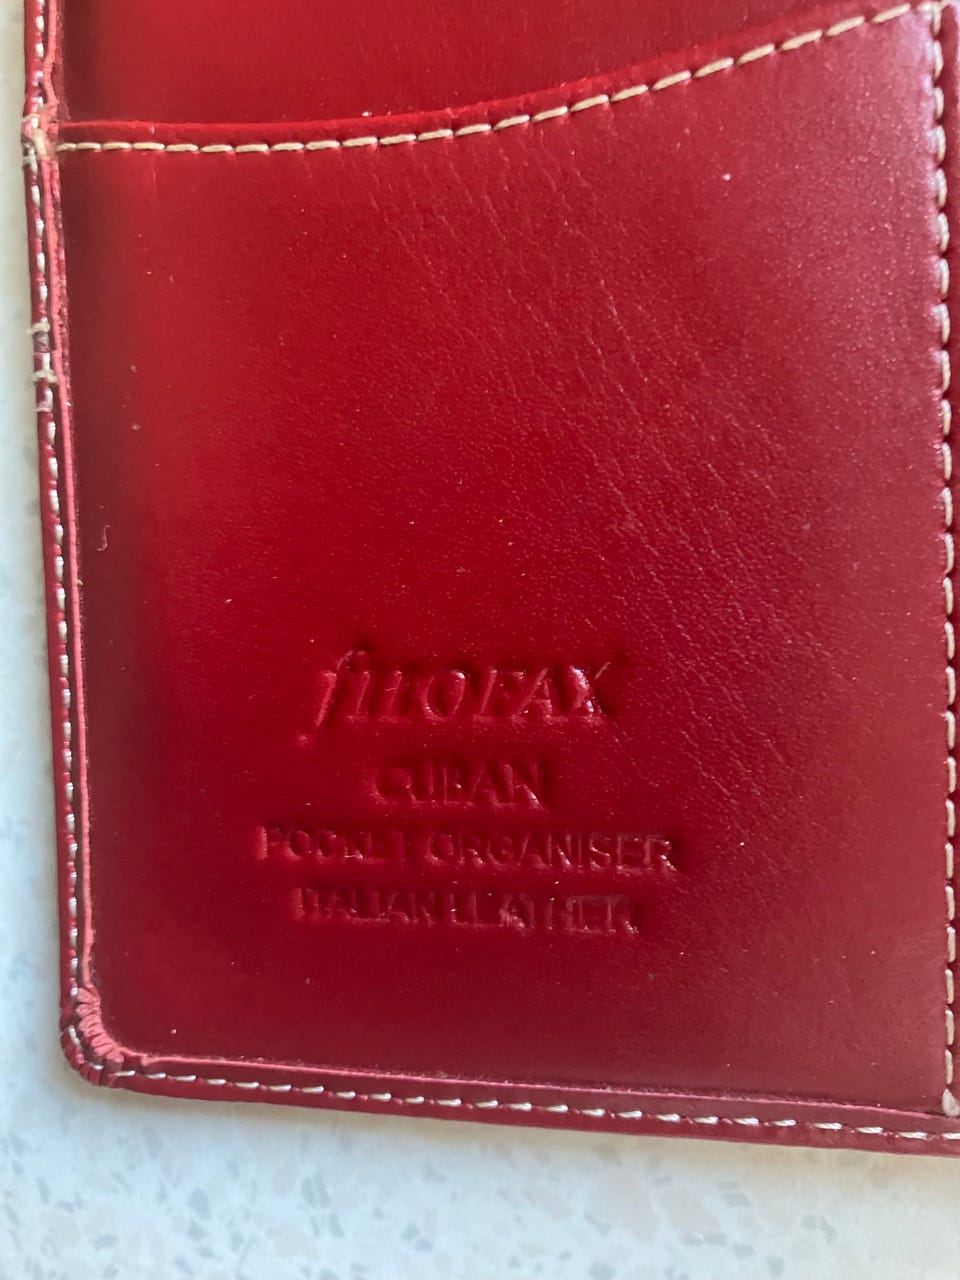 fILOFAX
CUBAN
POCKET ORGANISER
ITALIAN LEATHER